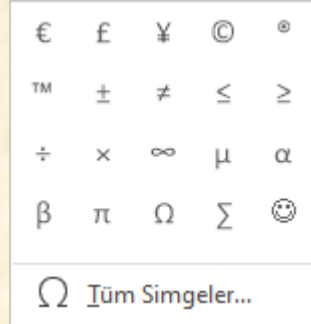 € £ ¥ © ®
™ ± ≠ ≤ ≥
÷ × ∞ µ α
β π Ω ∑ ☺
Ω Tüm Simgeler...